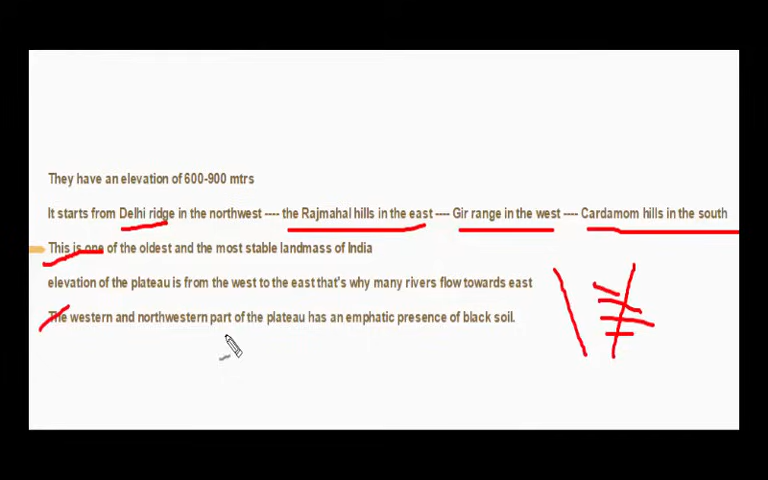 They have an elevation of 600-900 mtrs
It starts from Delhi ridge in the northwest ---- the Rajmahal hills in the east ---- Gir range in the west ---- Cardamom hills in the south
This is one of the oldest and the most stable landmass of India
elevation of the plateau is from the west to the east that's why many rivers flow towards east
The western and northwestern part of the plateau has an emphatic presence of black soil.